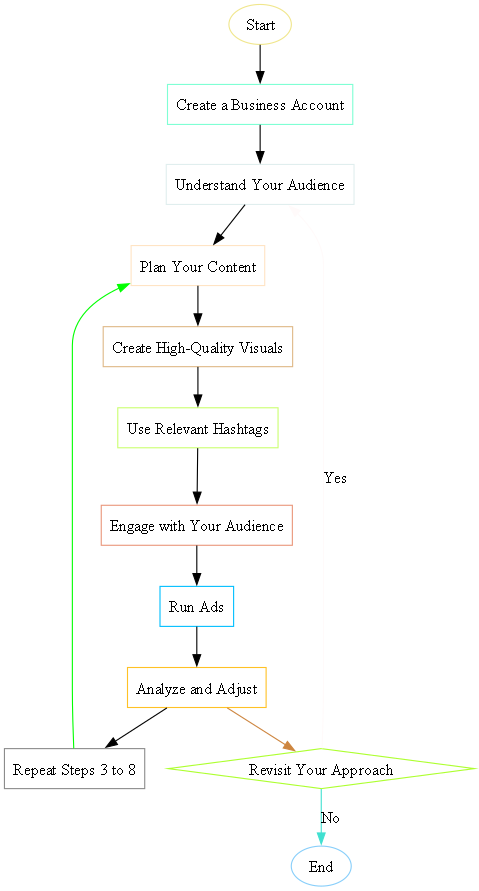 Start
Create a Business Account
Understand Your Audience
Plan Your Content
Create High-Quality Visuals
Use Relevant Hashtags
Yes
Engage with Your Audience
Run Ads
Analyze and Adjust
Repeat Steps 3 to 8
Revisit Your Approach
No
End